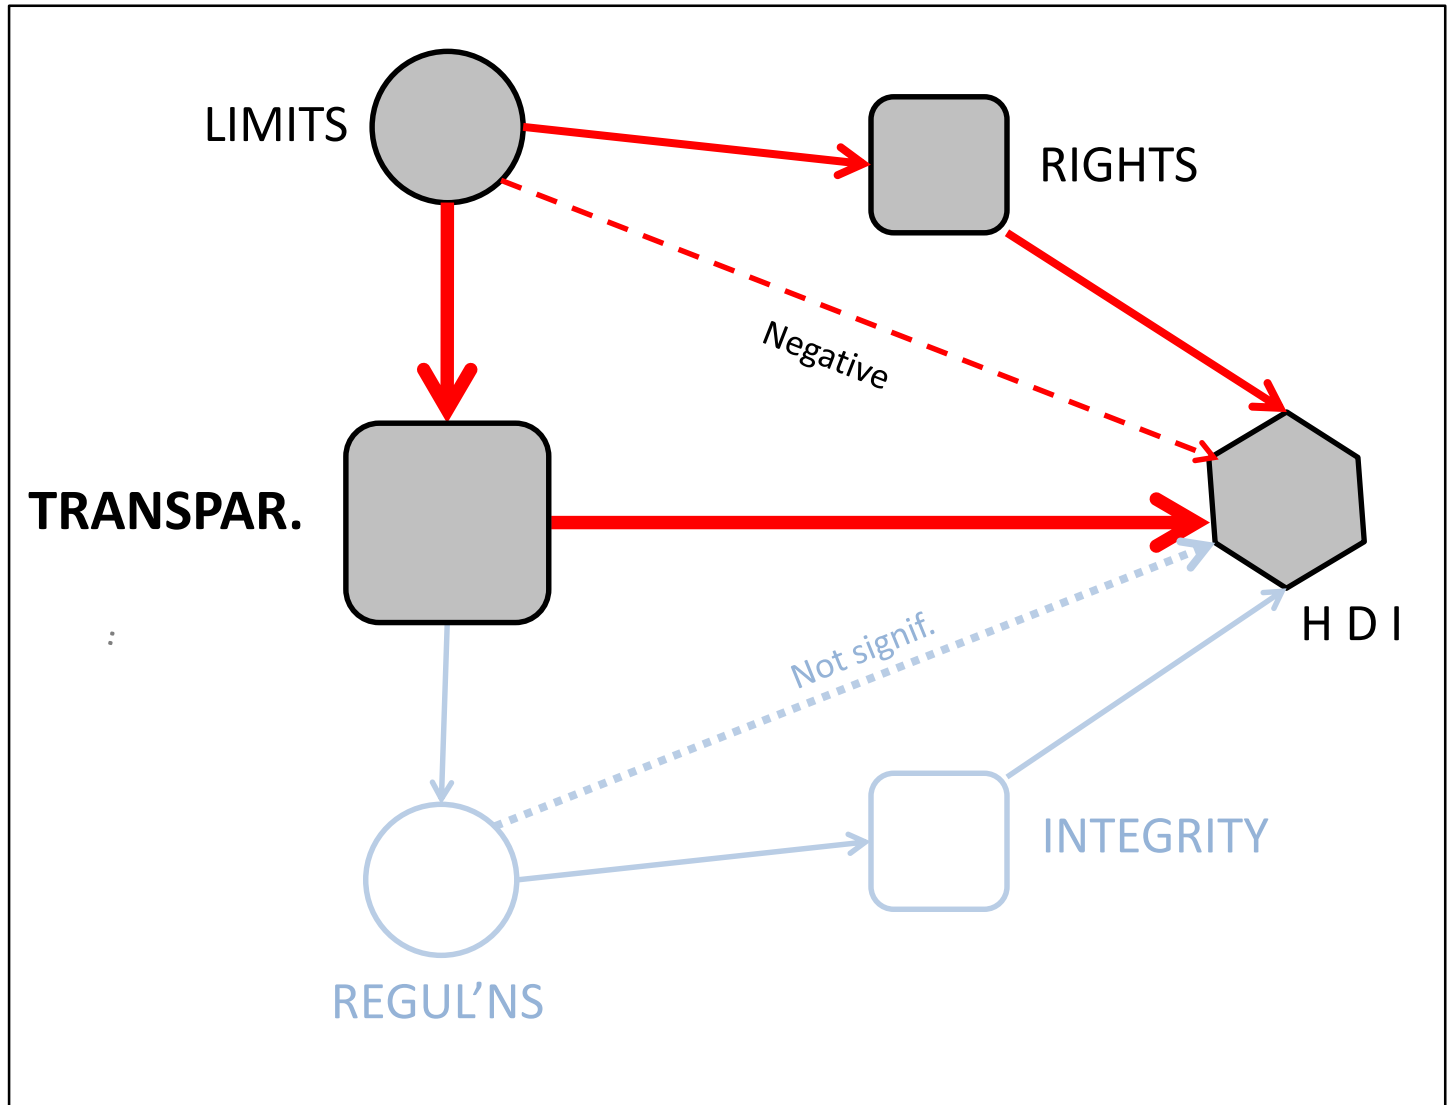 LIMITS
RIGHTS
Negative
TRANSPAR.
H D I
:
Not signif.
INTEGRITY
REGUL’NS